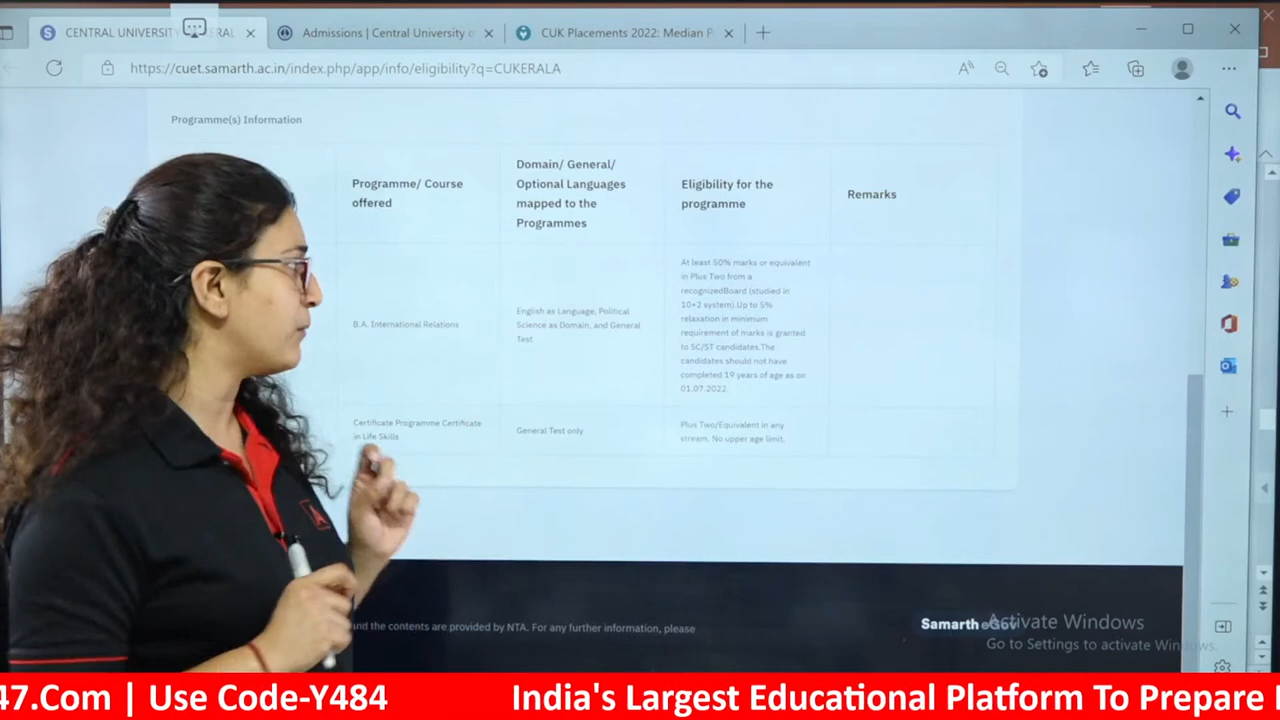 CENTRAL UNIVERSITY
ERAL
Admissions | Central University o
CUK Placements 2022: Median P
https://cuet.samarth.ac.in/index.php/app/info/eligibility?q=CUKERALA
Programme(s) Information
Programme/ Course
offered
Domain/ General/
Optional Languages
mapped to the
Programmes
Eligibility for the
programme
Remarks
B.A. International Relations
English as Language, Political
Science as Domain, and General
Test
At least 50% marks or equivalent
in Plus Two from a
recognizedBoard (studied in
10+2 system).Up to 5%
relaxation in minimum
requirement of marks is granted
to SC/ST candidates.The
candidates should not have
completed 19 years of age as on
01.07.2022.
Certificate Programme Certificate
in Life Skills
General Test only
Plus Two/Equivalent in any
stream. No upper age limit.
and the contents are provided by NTA. For any further information, please
Samarth eGov
Activate Windows
Go to Settings to activate Windows.
47.Com | Use Code-Y484
India's Largest Educational Platform To Prepare